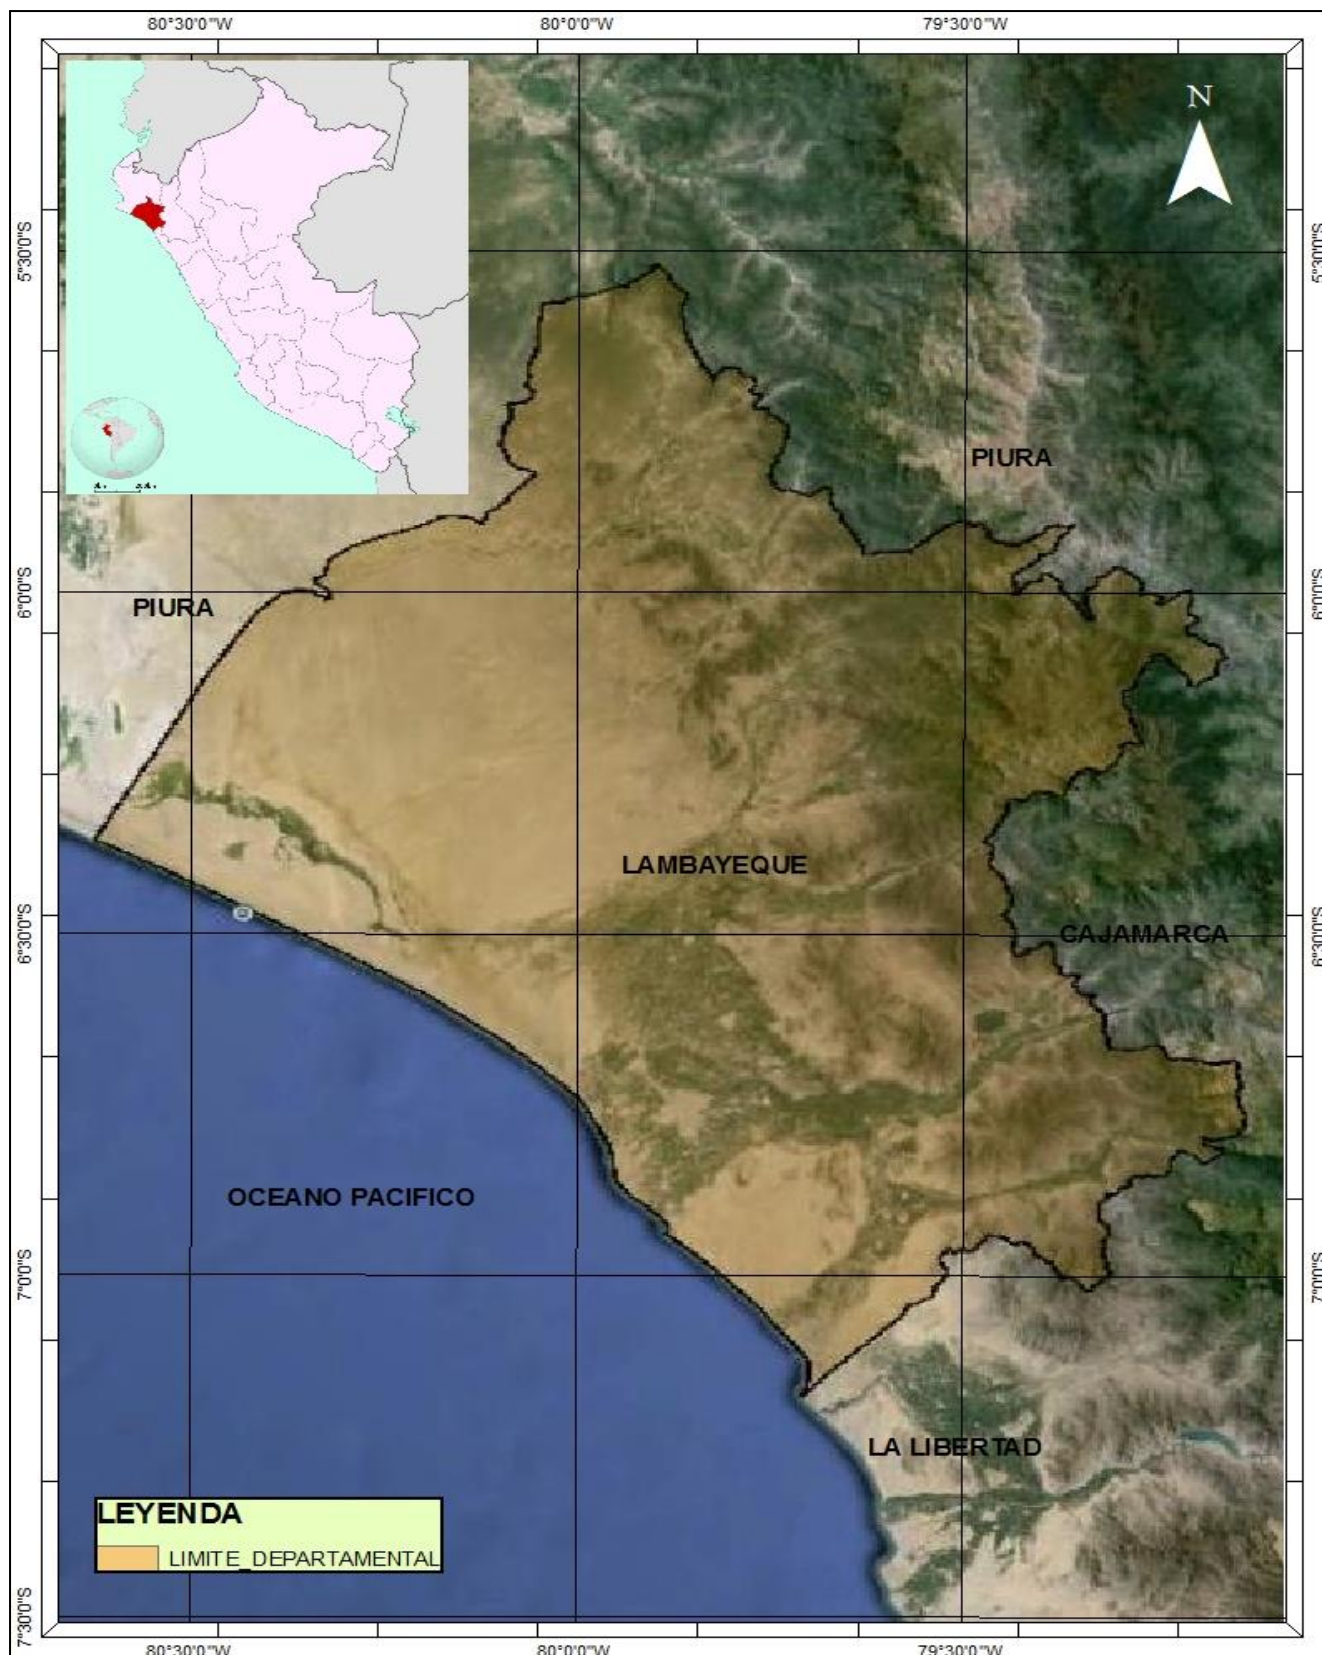 80°30'0"W 80°0'0"W 79°30'0"W
N
5°30'0"S 5°30'0"S
PIURA
6°0'0"S 6°0'0"S
PIURA
LAMBAYEQUE
CAJAMARCA
6°30'0"S 6°30'0"S
OCEANO PACIFICO
7°0'0"S 7°0'0"S
LA LIBERTAD
LEYENDA
LIMITE_DEPARTAMENTAL
7°30'0"S
80°30'0"W 80°0'0"W 79°30'0"W